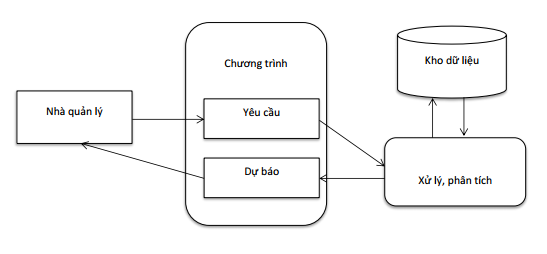 Chương trình
Kho dữ liệu
Nhà quản lý
Yêu cầu
Dự báo
Xử lý, phân tích